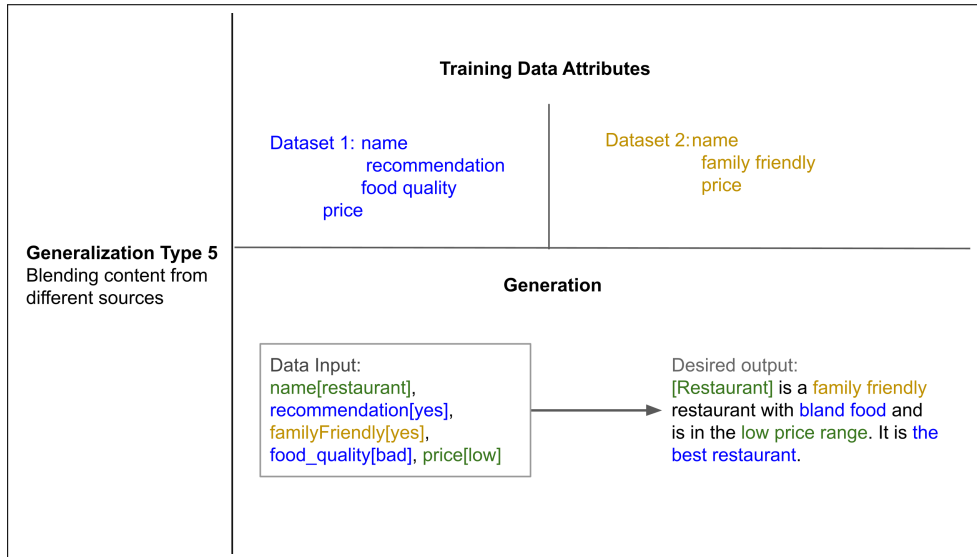 Training Data Attributes
Dataset 1: name
recommendation
food quality
price
Dataset 2: name
family friendly
price
Generalization Type 5
Blending content from
different sources
Generation
Data Input:
name[restaurant],
recommendation[yes],
familyFriendly[yes],
food_quality[bad], price[low]
Desired output:
[Restaurant] is a family friendly
restaurant with bland food and
is in the low price range. It is the
best restaurant.